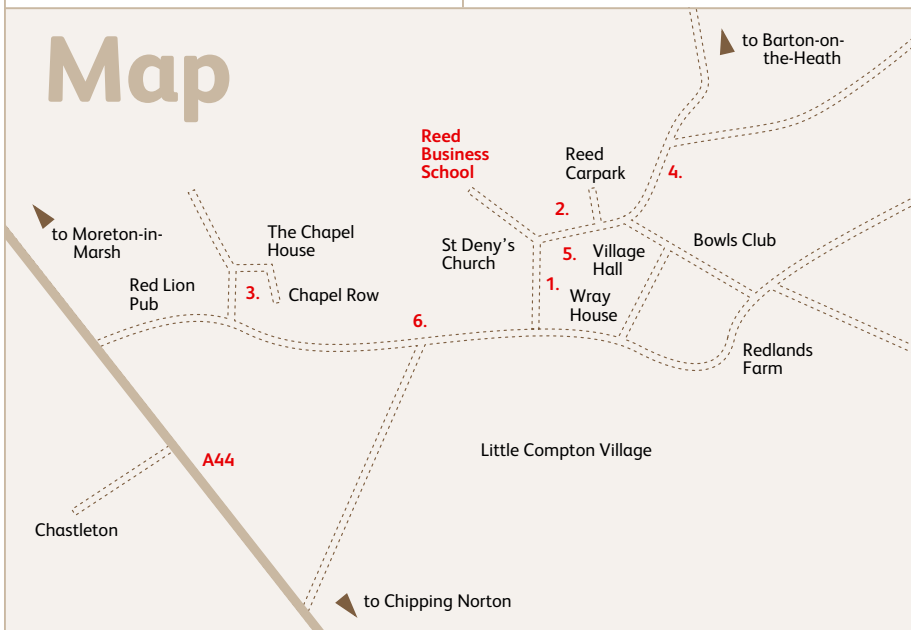 Map
to Barton-on-
the-Heath
Reed
Business
School
Reed
Carpark
4.
2.
to Moreton-in-
Marsh
The Chapel
House
St Deny's
Church
5.
Village
Hall
Bowls Club
Red Lion
Pub
3.
Chapel Row
1.
Wray
House
6.
Redlands
Farm
A44
Little Compton Village
Chastleton
to Chipping Norton